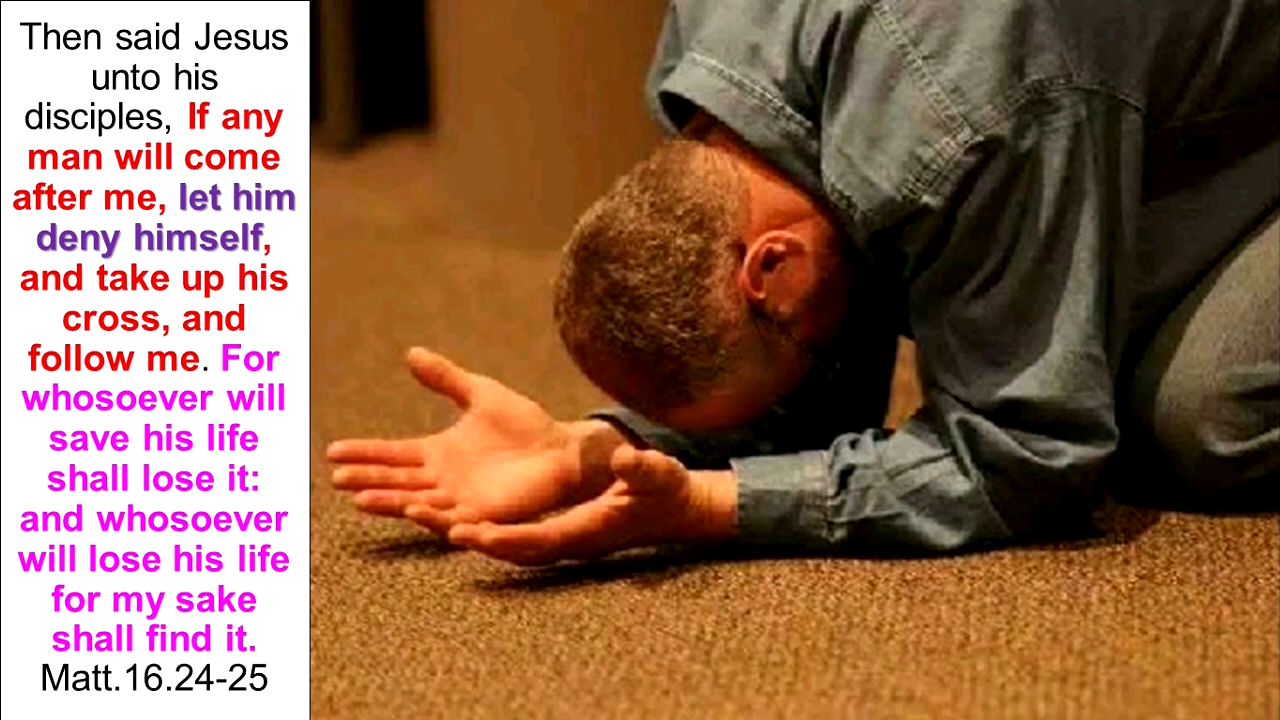 Then said Jesus
unto his
disciples, If any
man will come
after me, let him
deny himself,
and take up his
cross, and
follow me. For
whosoever will
save his life
shall lose it:
and whosoever
will lose his life
for my sake
shall find it.
Matt.16.24-25